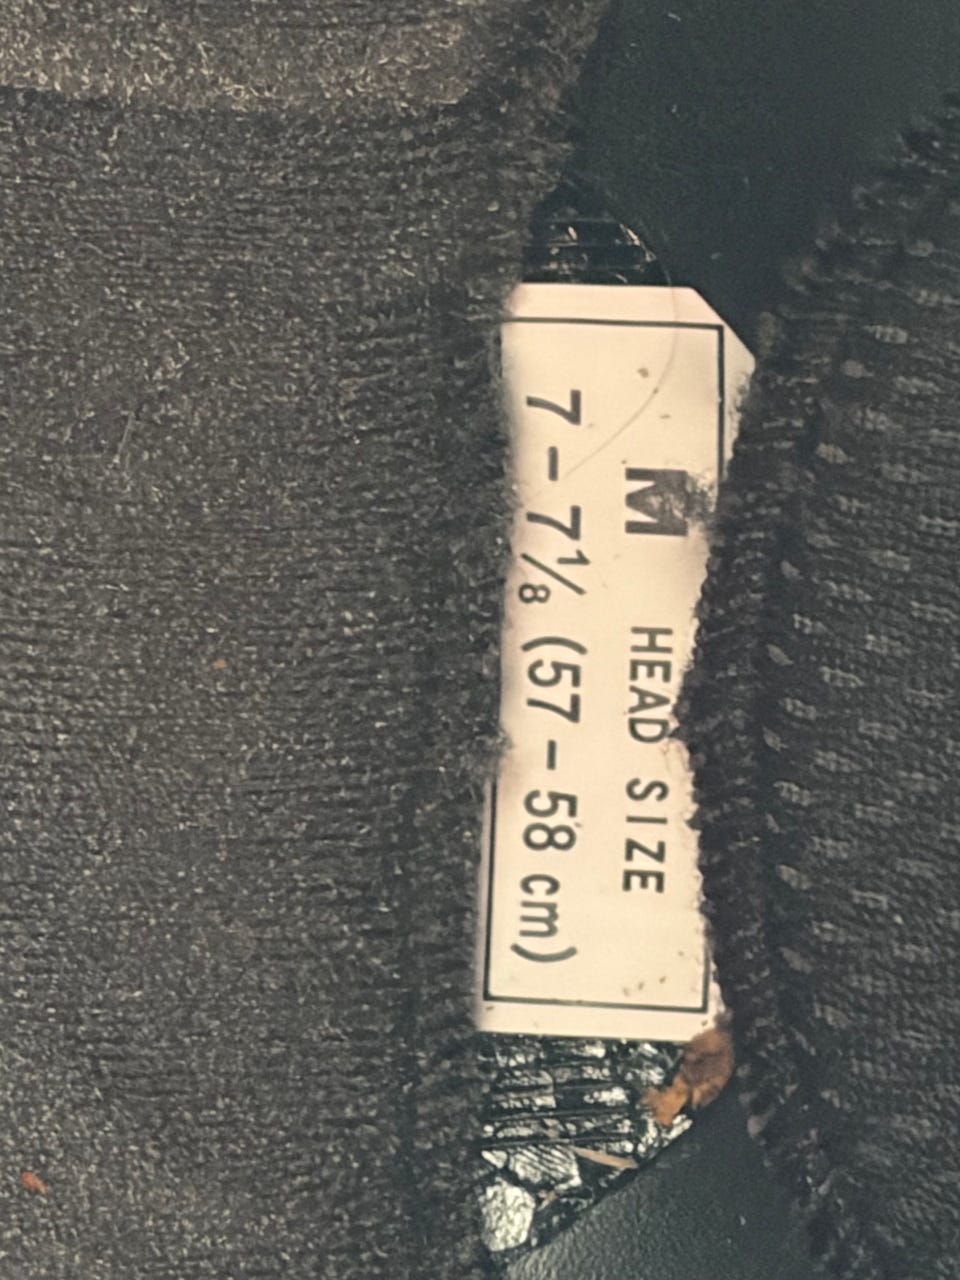 M HEAD SIZE
7 - 7⅛ (57 - 58 cm)